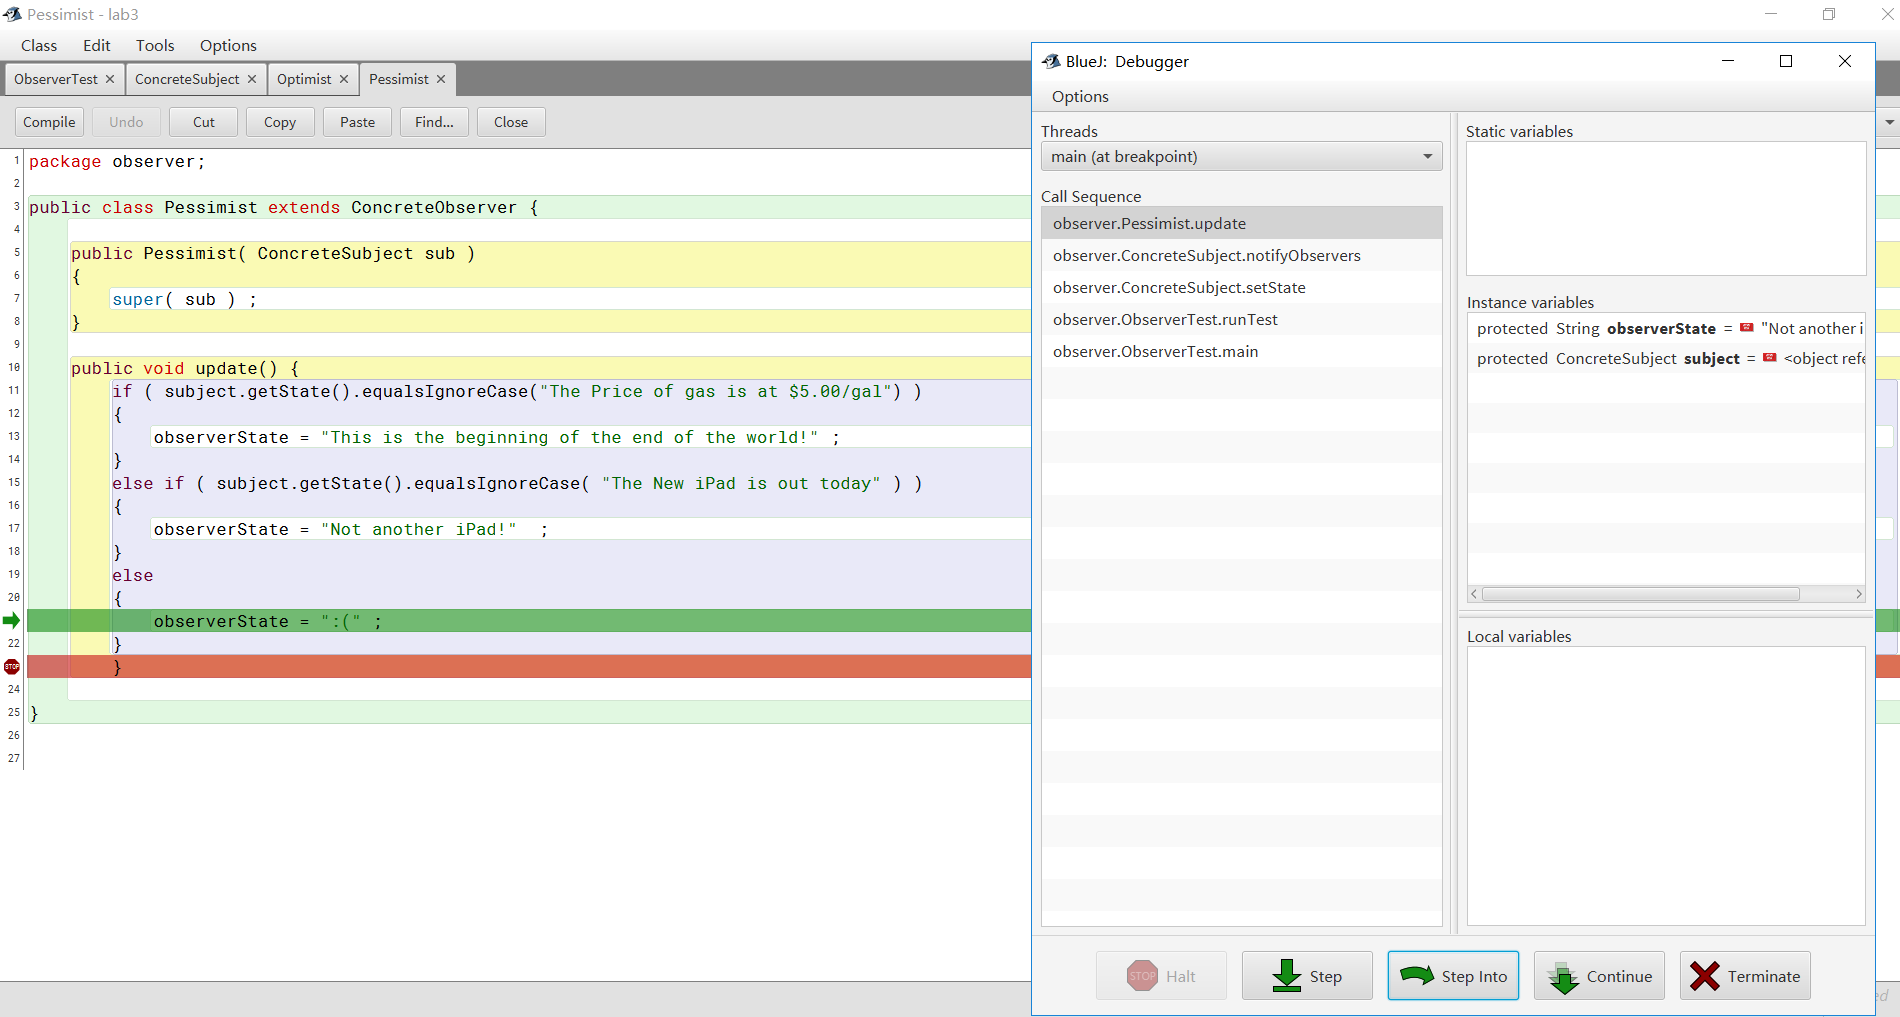 Pessimist - lab3
Class Edit Tools Options
ObserverTest × ConcreteSubject × Optimist × Pessimist ×
Compile Undo Cut Copy Paste Find... Close
1 package observer;
2
3 public class Pessimist extends ConcreteObserver {
4
5 public Pessimist( ConcreteSubject sub )
6 {
7 super( sub ) ;
8 }
9
10 public void update() {
11 if ( subject.getState().equalsIgnoreCase("The Price of gas is at $5.00/gal") )
12 {
13 observerState = "This is the beginning of the end of the world!" ;
14 }
15 else if ( subject.getState().equalsIgnoreCase( "The New iPad is out today" ) )
16 {
17 observerState = "Not another iPad!"  ;
18 }
19 else
20 {
observerState = ":(" ;
22 }
STOP }
24
25 }
26
27
BlueJ: Debugger
Options
Threads
main (at breakpoint)
Call Sequence
observer.Pessimist.update
observer.ConcreteSubject.notifyObservers
observer.ConcreteSubject.setState
observer.ObserverTest.runTest
observer.ObserverTest.main
Static variables
Instance variables
protected String observerState = "Not another i
protected ConcreteSubject subject = <object refe
Local variables
STOP Halt Step Step Into Continue Terminate
ed